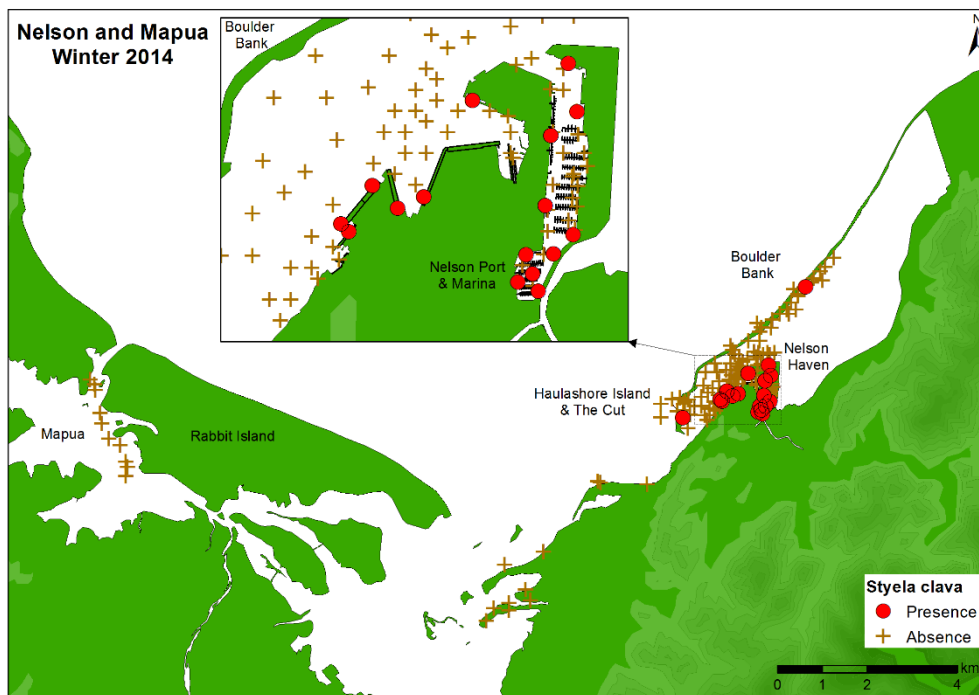 Nelson and Mapua
Winter 2014
Boulder
Bank
Nelson Port
& Marina
N
Boulder
Bank
Nelson
Haven
Haulashore Island
& The Cut
Mapua
Rabbit Island
Styela clava
Presence
Absence
km
0 1 2 4